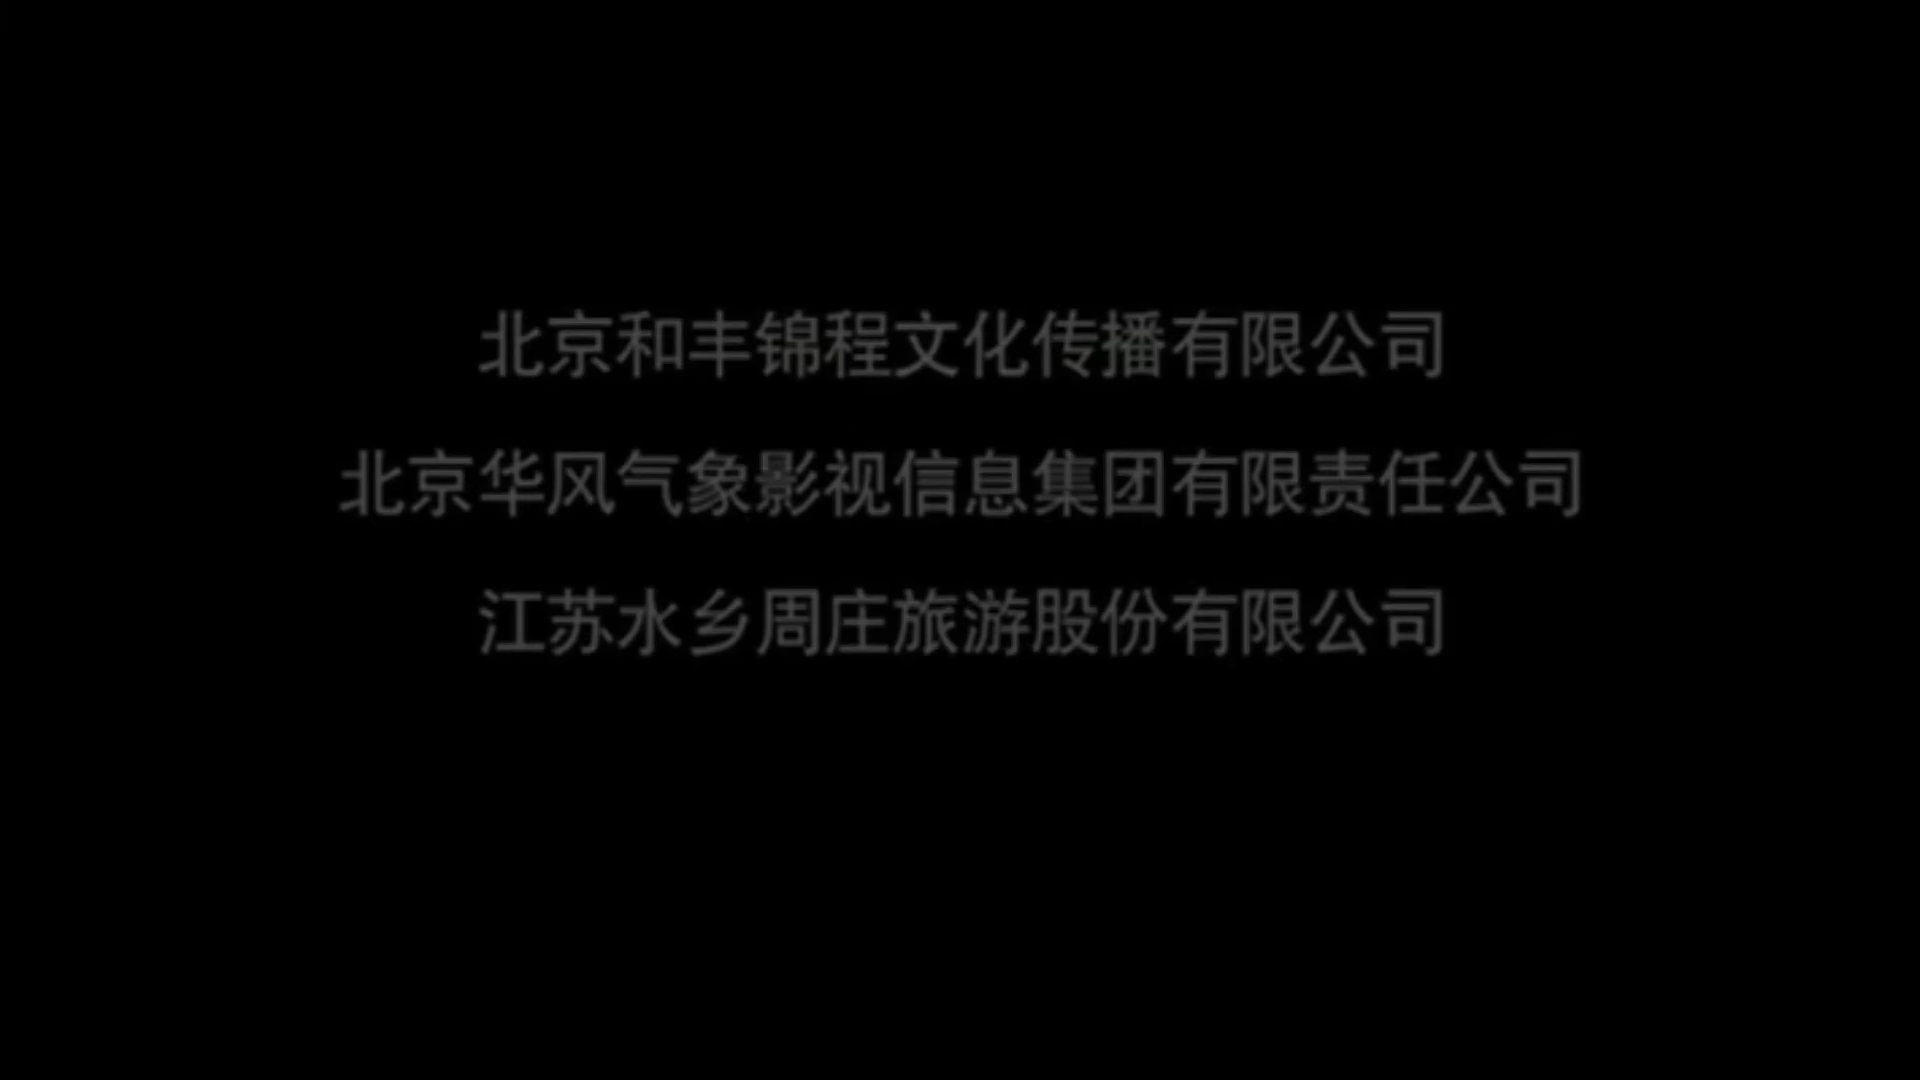 北京和丰锦程文化传播有限公司
北京华风气象影视信息集团有限责任公司
江苏水乡周庄旅游股份有限公司